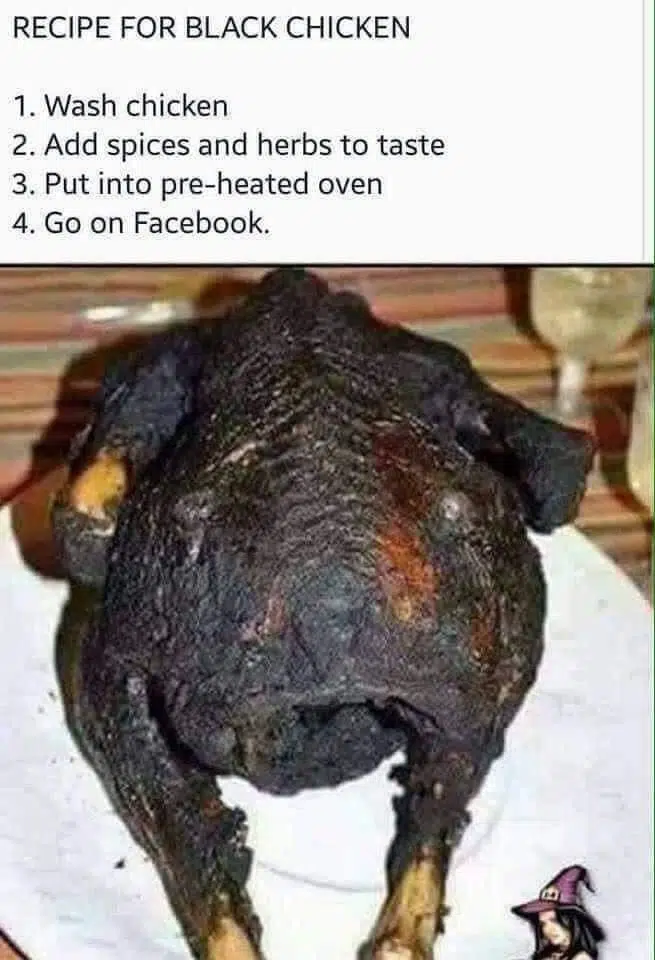 RECIPE FOR BLACK CHICKEN
1. Wash chicken
2. Add spices and herbs to taste
3. Put into pre-heated oven
4. Go on Facebook.